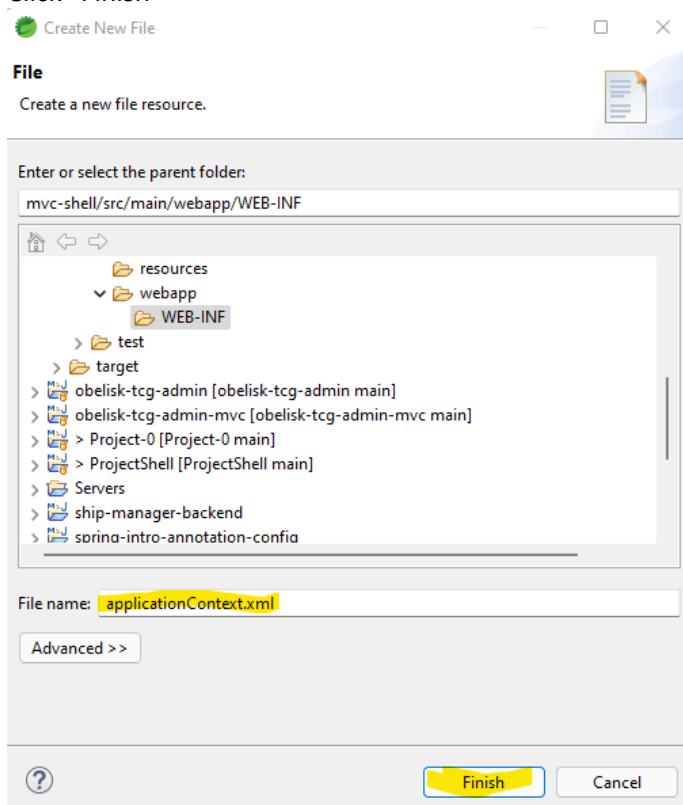 Click "Finish"
Create New File
File
Create a new file resource.
Enter or select the parent folder:
mvc-shell/src/main/webapp/WEB-INF
resources
webapp
WEB-INF
test
target
obelisk-tcg-admin [obelisk-tcg-admin main]
obelisk-tcg-admin-mvc [obelisk-tcg-admin-mvc main]
> Project-0 [Project-0 main]
> ProjectShell [ProjectShell main]
Servers
ship-manager-backend
spring-intro-annotation-config
File name: applicationContext.xml
Advanced >>
?
Finish Cancel